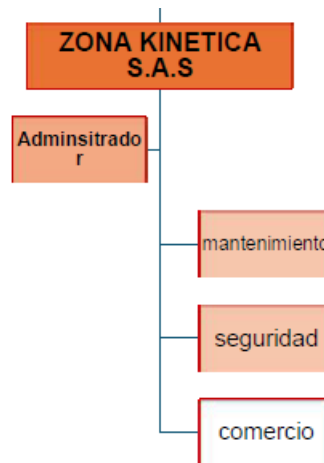 ZONA KINETICA
S.A.S
Adminsitrado
r
mantenimiento
seguridad
comercio